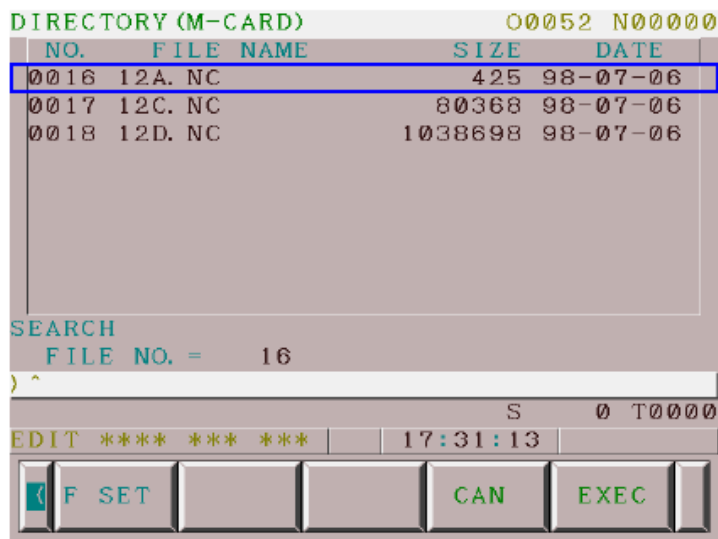 DIRECTORY (M-CARD) O0052 N00000
NO. FILE NAME SIZE DATE
0016 12A. NC 425 98-07-06
0017 12C. NC 80368 98-07-06
0018 12D. NC 1038698 98-07-06
SEARCH
FILE NO. = 16
) ^
S 0 T0000
EDIT **** *** *** 17:31:13
( F SET CAN EXEC